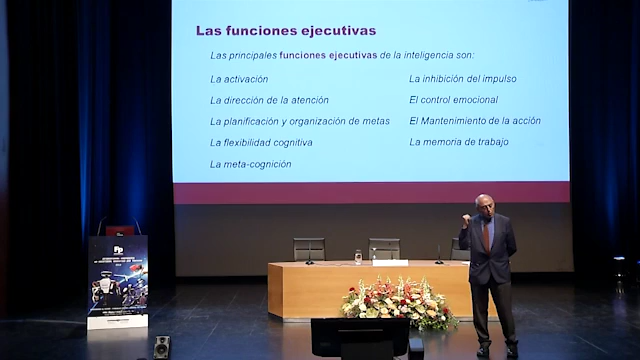 Las funciones ejecutivas
Las principales funciones ejecutivas de la inteligencia son:
La activación
La dirección de la atención
La planificación y organización de metas
La flexibilidad cognitiva
La meta-cognición
La inhibición del impulso
El control emocional
El Mantenimiento de la acción
La memoria de trabajo
Fp